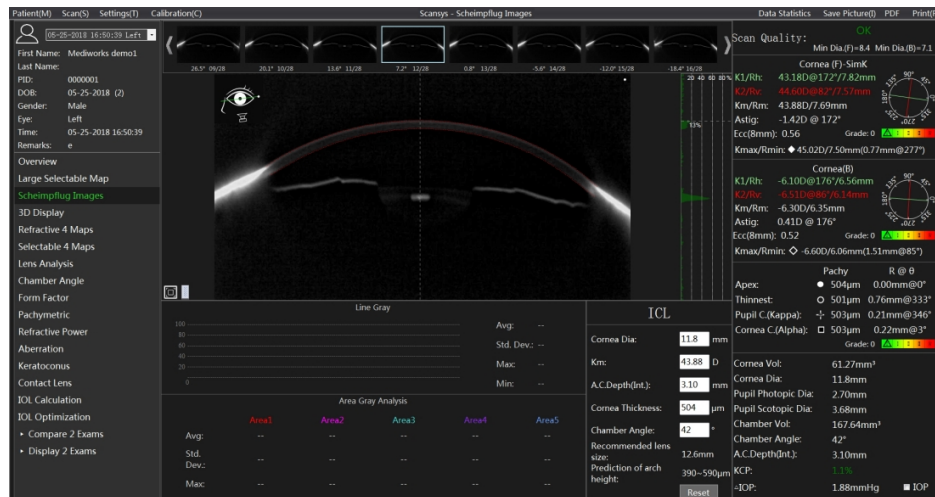 Patient(M) Scan(S) Settings(T) Calibration(C) Scansys - Scheimpflug Images Data Statistics Save Picture(I) PDF Print(
05-25-2018 16:50:39 Left
First Name: Mediworks demo1
Last Name:
PID: 0000001
DOB: 05-25-2018 (2)
Gender: Male
Eye: Left
Time: 05-25-2018 16:50:39
Remarks: e
Overview
Large Selectable Map
Scheimpflug Images
3D Display
Refractive 4 Maps
Selectable 4 Maps
Lens Analysis
Chamber Angle
Form Factor
Pachymetric
Refractive Power
Aberration
Keratoconus
Contact Lens
IOL Calculation
IOL Optimization
Compare 2 Exams
Display 2 Exams
26.5° 09/28 20.1° 10/28 13.6° 11/28 7.2° 12/28 0.8° 13/28 -5.6° 14/28 -12.0° 15/28 -18.4° 16/28
20 40 60 80 %
13%
Line Gray
100
80
60
40
20
0
Avg: --
Std. Dev.: --
Max: --
Min: --
Area Gray Analysis
Area1 Area2 Area3 Area4 Area5
Avg: -- -- -- -- --
Std. Dev.: -- -- -- -- --
Max: -- -- -- -- --
ICL
Cornea Dia: 11.8 mm
Km: 43.88 D
A.C.Depth(Int.): 3.10 mm
Cornea Thickness: 504 μm
Chamber Angle: 42 °
Recommended lens size: 12.6mm
Prediction of arch height: 390~590μm
Reset
Scan Quality: OK
Min Dia.(F)=8.4 Min Dia.(B)=7.1
Cornea (F)-SimK
K1/Rh: 43.18D@172°/7.82mm
K2/Rv: 44.60D@82°/7.57mm
Km/Rm: 43.88D/7.69mm
Astig: -1.42D @ 172°
Ecc(8mm): 0.56 Grade: 0
Kmax/Rmin: ◆ 45.02D/7.50mm(0.77mm@277°)
135° 90° 45°
180° 0°
225° 270° 315°
Cornea(B)
K1/Rh: -6.10D@176°/6.56mm
K2/Rv: -6.51D@86°/6.14mm
Km/Rm: -6.30D/6.35mm
Astig: 0.41D @ 176°
Ecc(8mm): 0.52 Grade: 0
Kmax/Rmin: ◇ -6.60D/6.06mm(1.51mm@85°)
Pachy R @ θ
Apex: 504μm 0.00mm@0°
Thinnest: 501μm 0.76mm@333°
Pupil C.(Kappa): 503μm 0.21mm@346°
Cornea C.(Alpha): 503μm 0.22mm@3°
Grade: 0
Cornea Vol: 61.27mm³
Cornea Dia: 11.8mm
Pupil Photopic Dia: 2.70mm
Pupil Scotopic Dia: 3.68mm
Chamber Vol: 167.64mm³
Chamber Angle: 42°
A.C.Depth(Int.): 3.10mm
KCP: 1.1%
IOP: 1.88mmHg IOP